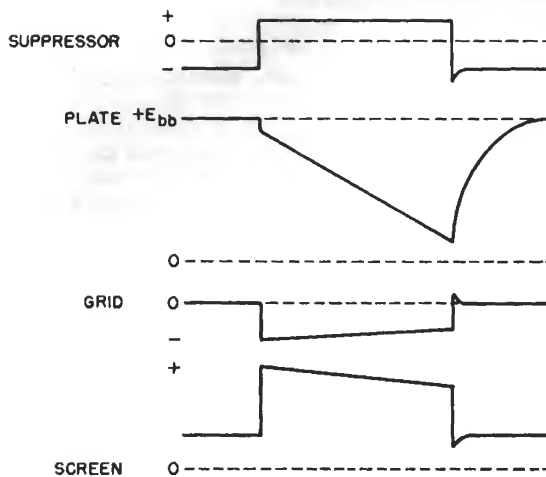 +
SUPPRESSOR 0
−
PLATE +Ebb
0
GRID 0
−
+
SCREEN 0